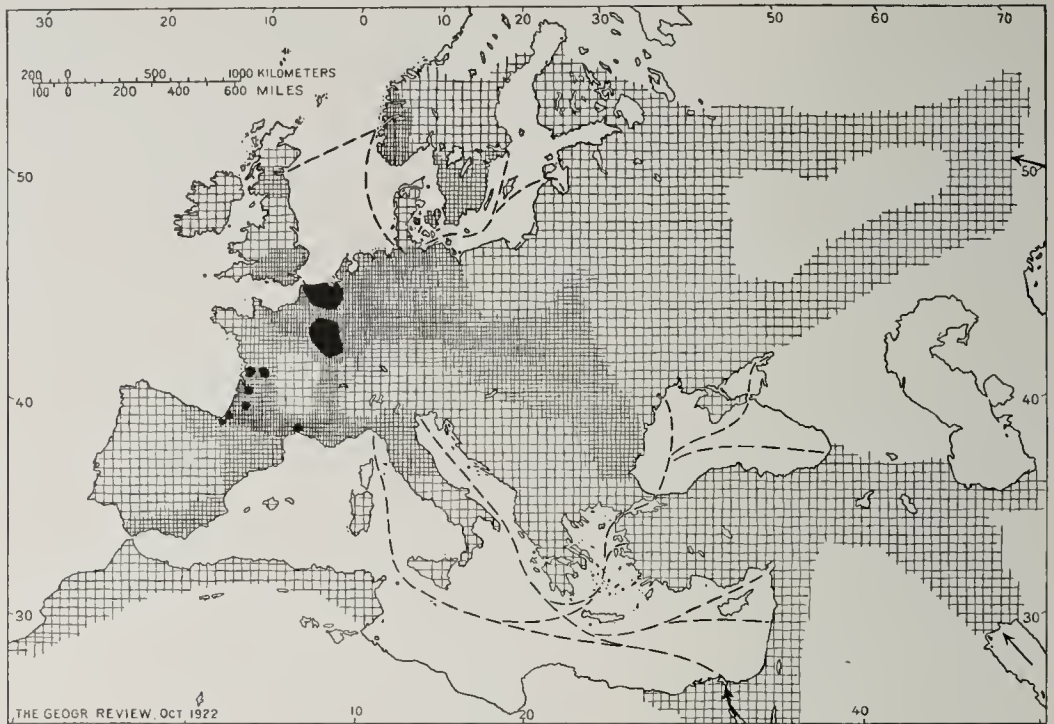 30 20 10 0 10 20 30 50 60 70
200 0 500 1000 KILOMETERS
100 0 200 400 600 MILES
50 50
40 40
30 30
THE GEOGR REVIEW, OCT 1922
10 20 40